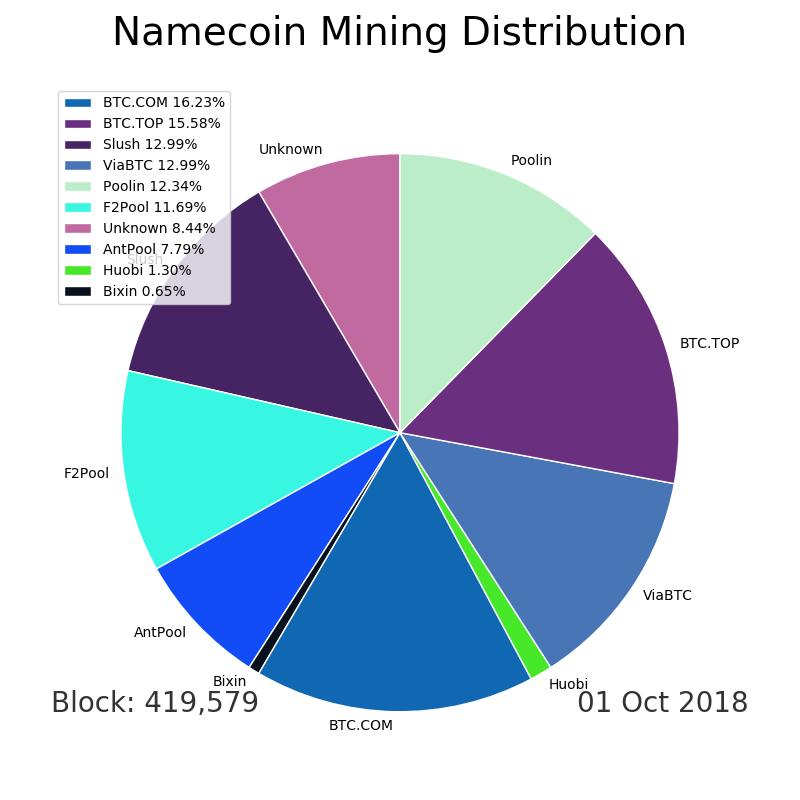 Namecoin Mining Distribution
BTC.COM 16.23%
BTC.TOP 15.58%
Slush 12.99%
ViaBTC 12.99%
Poolin 12.34%
F2Pool 11.69%
Unknown 8.44%
AntPool 7.79%
Huobi 1.30%
Bixin 0.65%
Unknown
Poolin
Slush
BTC.TOP
F2Pool
ViaBTC
AntPool
Bixin
Huobi
BTC.COM
Block: 419,579
01 Oct 2018